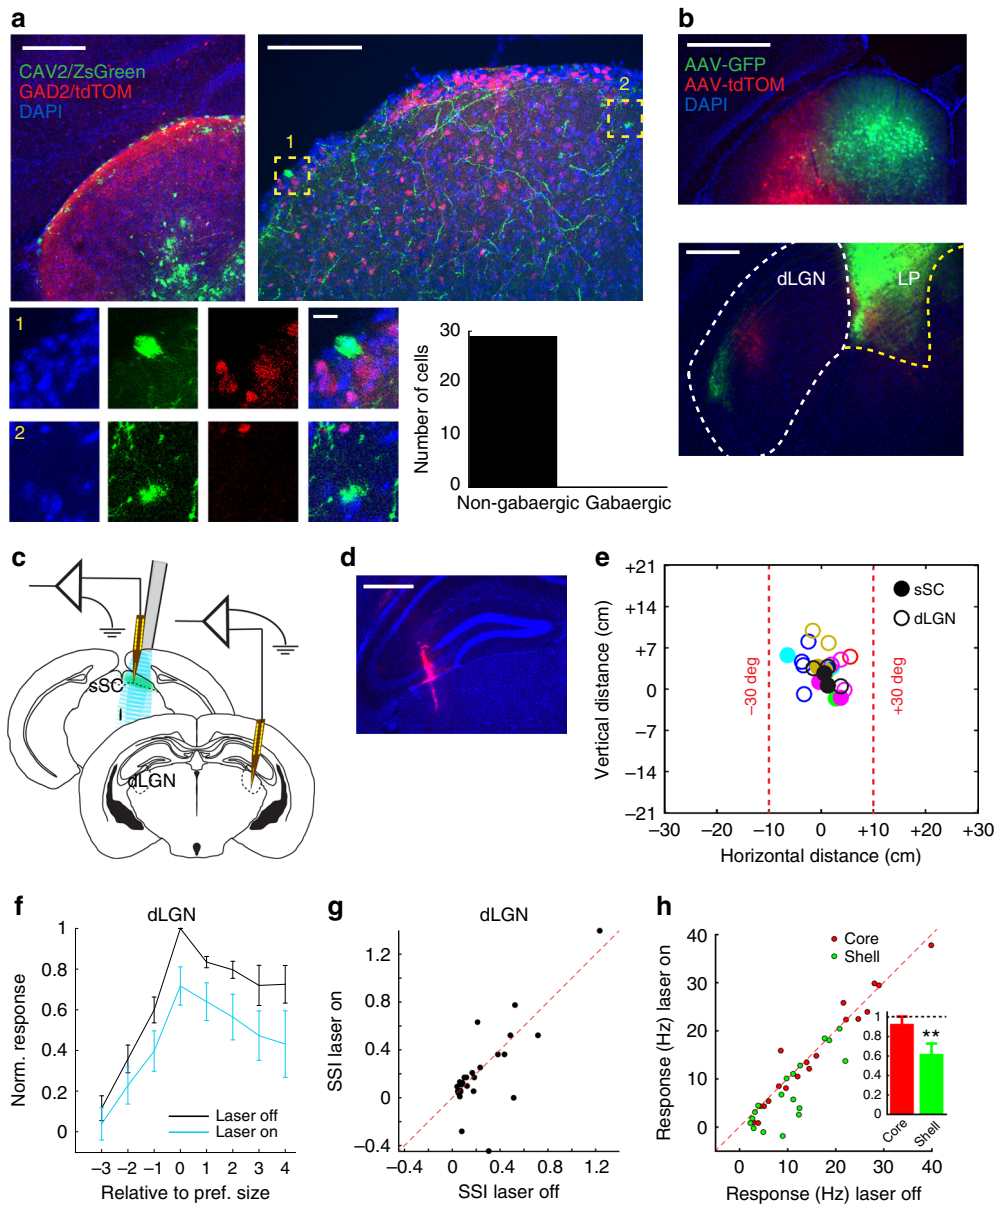 a
CAV2/ZsGreen
GAD2/tdTOM
DAPI
1
2
b
AAV-GFP
AAV-tdTOM
DAPI
dLGN
LP
1
2
30
20
10
0
Number of cells
Non-gabaergic Gabaergic
c
sSC
dLGN
d
e
+21
+14
+7
0
−7
−14
−21
Vertical distance (cm)
−30 deg
+30 deg
sSC
dLGN
−30 −20 −10 0 +10 +20 +30
Horizontal distance (cm)
f
dLGN
1
0.8
0.6
0.4
0.2
0
Norm. response
Laser off
Laser on
−3 −2 −1 0 1 2 3 4
Relative to pref. size
g
dLGN
1.2
0.8
0.4
0
−0.4
SSI laser on
−0.4 0 0.4 0.8 1.2
SSI laser off
h
40
30
20
10
0
Response (Hz) laser on
Core
Shell
1
0.8
0.6
0.4
0.2
0
**
Core
Shell
0 10 20 30 40
Response (Hz) laser off